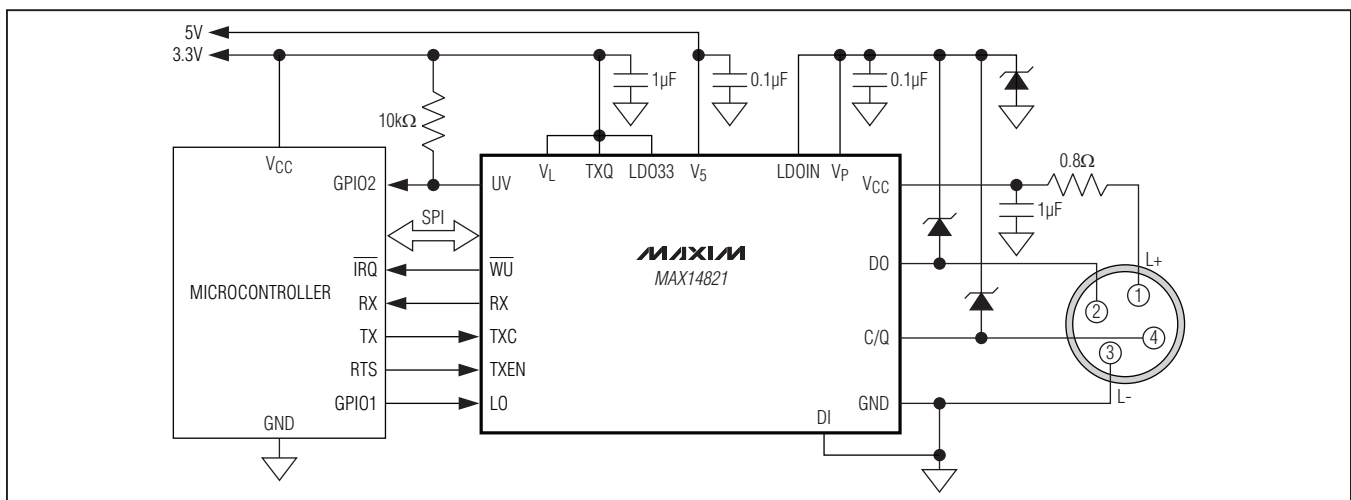 5V
3.3V
1µF
0.1µF
0.1µF
10kΩ
0.8Ω
VCC
VL
TXQ
LDO33
V5
LDOIN
VP
VCC
GPIO2
UV
1µF
SPI
MAXIM
MAX14821
DO
L+
IRQ
WU
1
2
MICROCONTROLLER
RX
RX
TX
TXC
C/Q
4
3
RTS
TXEN
GPIO1
LO
GND
L-
GND
DI